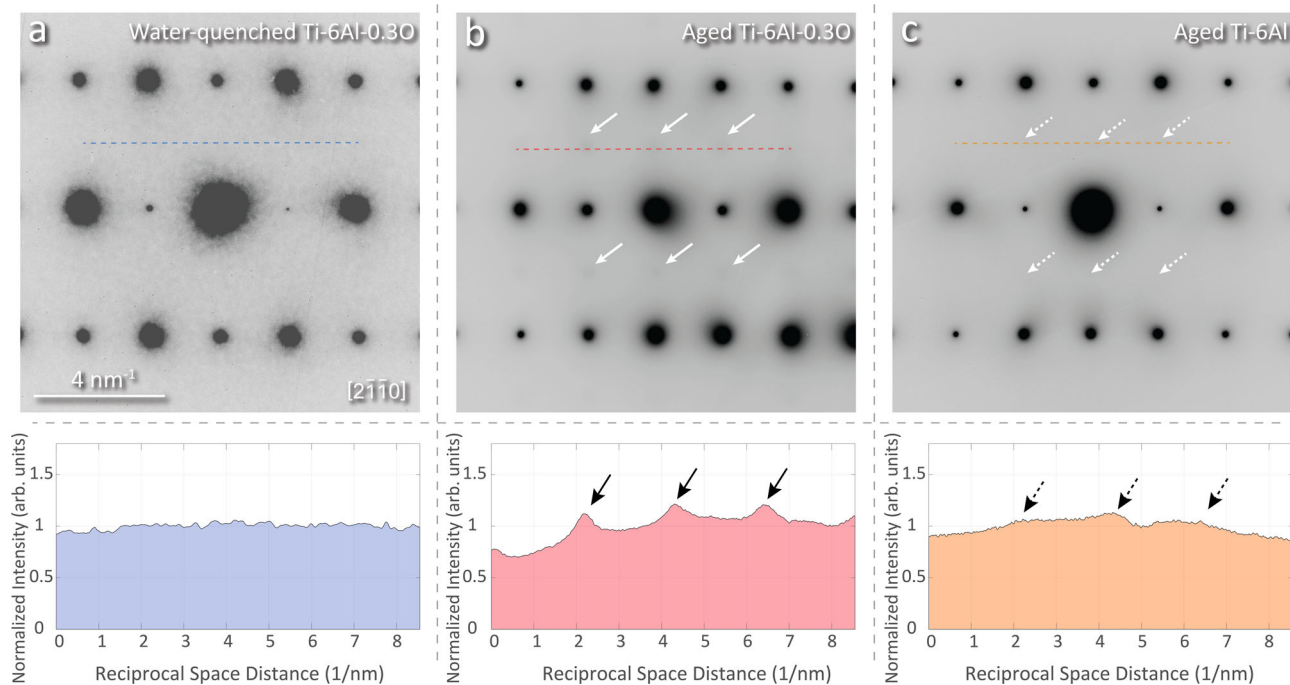 a Water-quenched Ti-6Al-0.3O
b Aged Ti-6Al-0.3O
c Aged Ti-6Al
4 nm⁻¹
[21̄1̄0]
Normalized Intensity (arb. units)
1.5
1
0.5
0
0 1 2 3 4 5 6 7 8
Reciprocal Space Distance (1/nm)
Normalized Intensity (arb. units)
1.5
1
0.5
0
0 1 2 3 4 5 6 7 8
Reciprocal Space Distance (1/nm)
Normalized Intensity (arb. units)
1.5
1
0.5
0
0 1 2 3 4 5 6 7 8
Reciprocal Space Distance (1/nm)